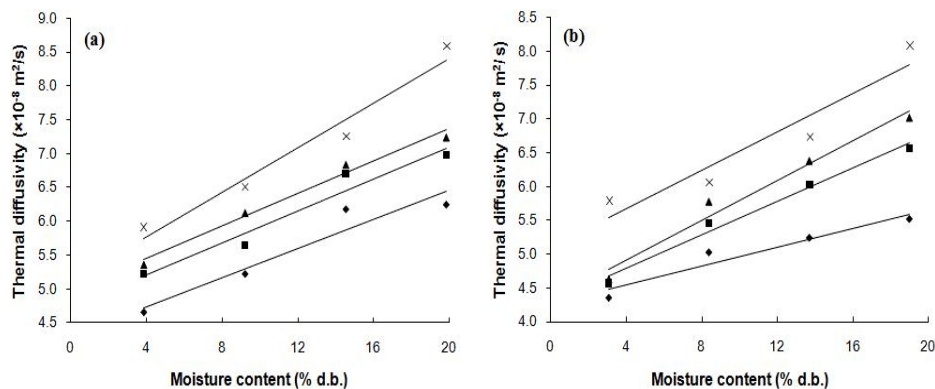 (a)
Thermal diffusivity (×10⁻⁸ m²/s)
9.0
8.5
8.0
7.5
7.0
6.5
6.0
5.5
5.0
4.5
0 4 8 12 16 20
Moisture content (% d.b.)
(b)
Thermal diffusivity (×10⁻⁸ m²/s)
8.5
8.0
7.5
7.0
6.5
6.0
5.5
5.0
4.5
4.0
0 4 8 12 16 20
Moisture content (% d.b.)